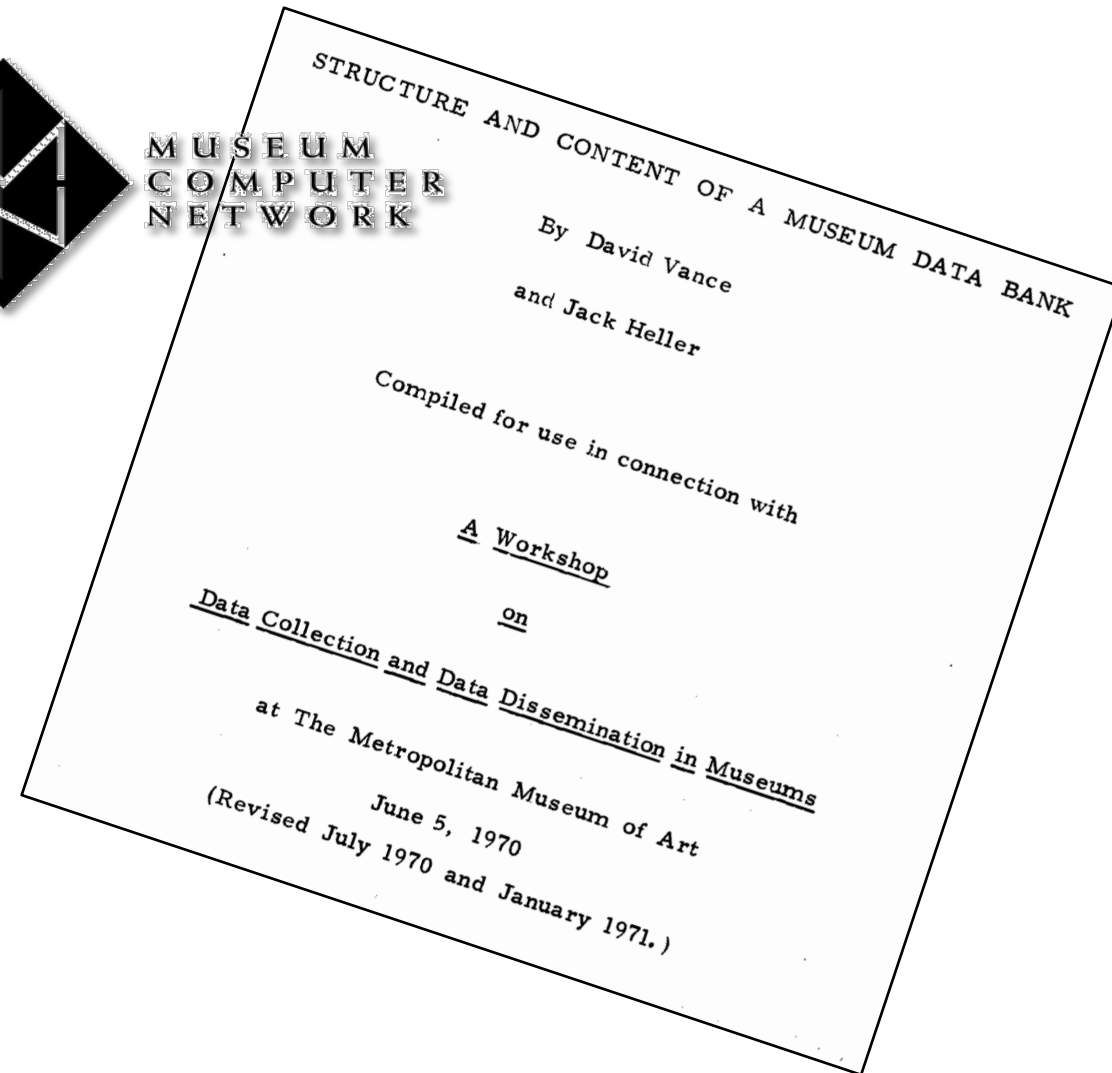 MUSEUM
COMPUTER
NETWORK
STRUCTURE AND CONTENT OF A MUSEUM DATA BANK
By David Vance
and Jack Heller
Compiled for use in connection with
A Workshop
on
Data Collection and Data Dissemination in Museums
at The Metropolitan Museum of Art
June 5, 1970
(Revised July 1970 and January 1971.)